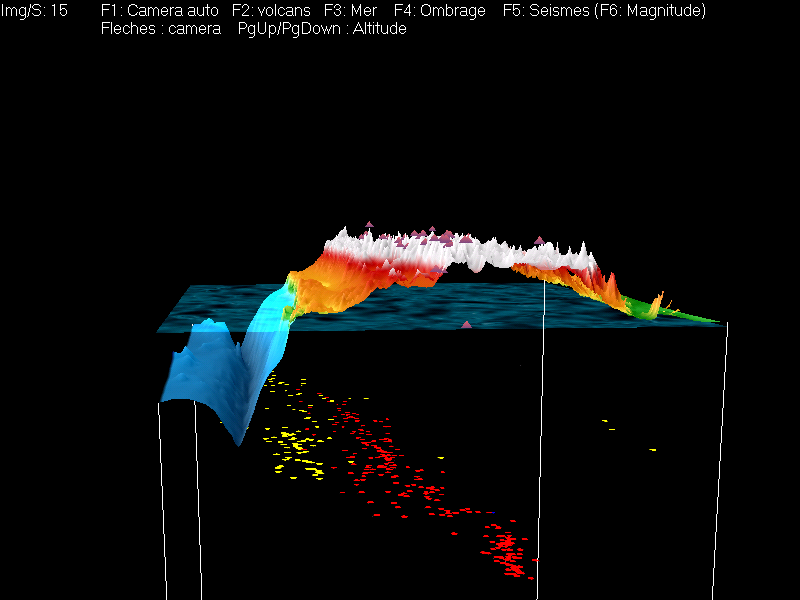 Img/S: 15 F1: Camera auto F2: volcans F3: Mer F4: Ombrage F5: Seismes (F6: Magnitude)
Fleches : camera PgUp/PgDown : Altitude